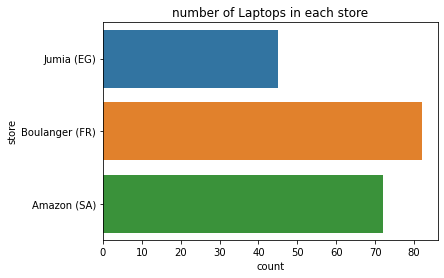 number of Laptops in each store
Jumia (EG)
Boulanger (FR)
Amazon (SA)
store
0 10 20 30 40 50 60 70 80
count